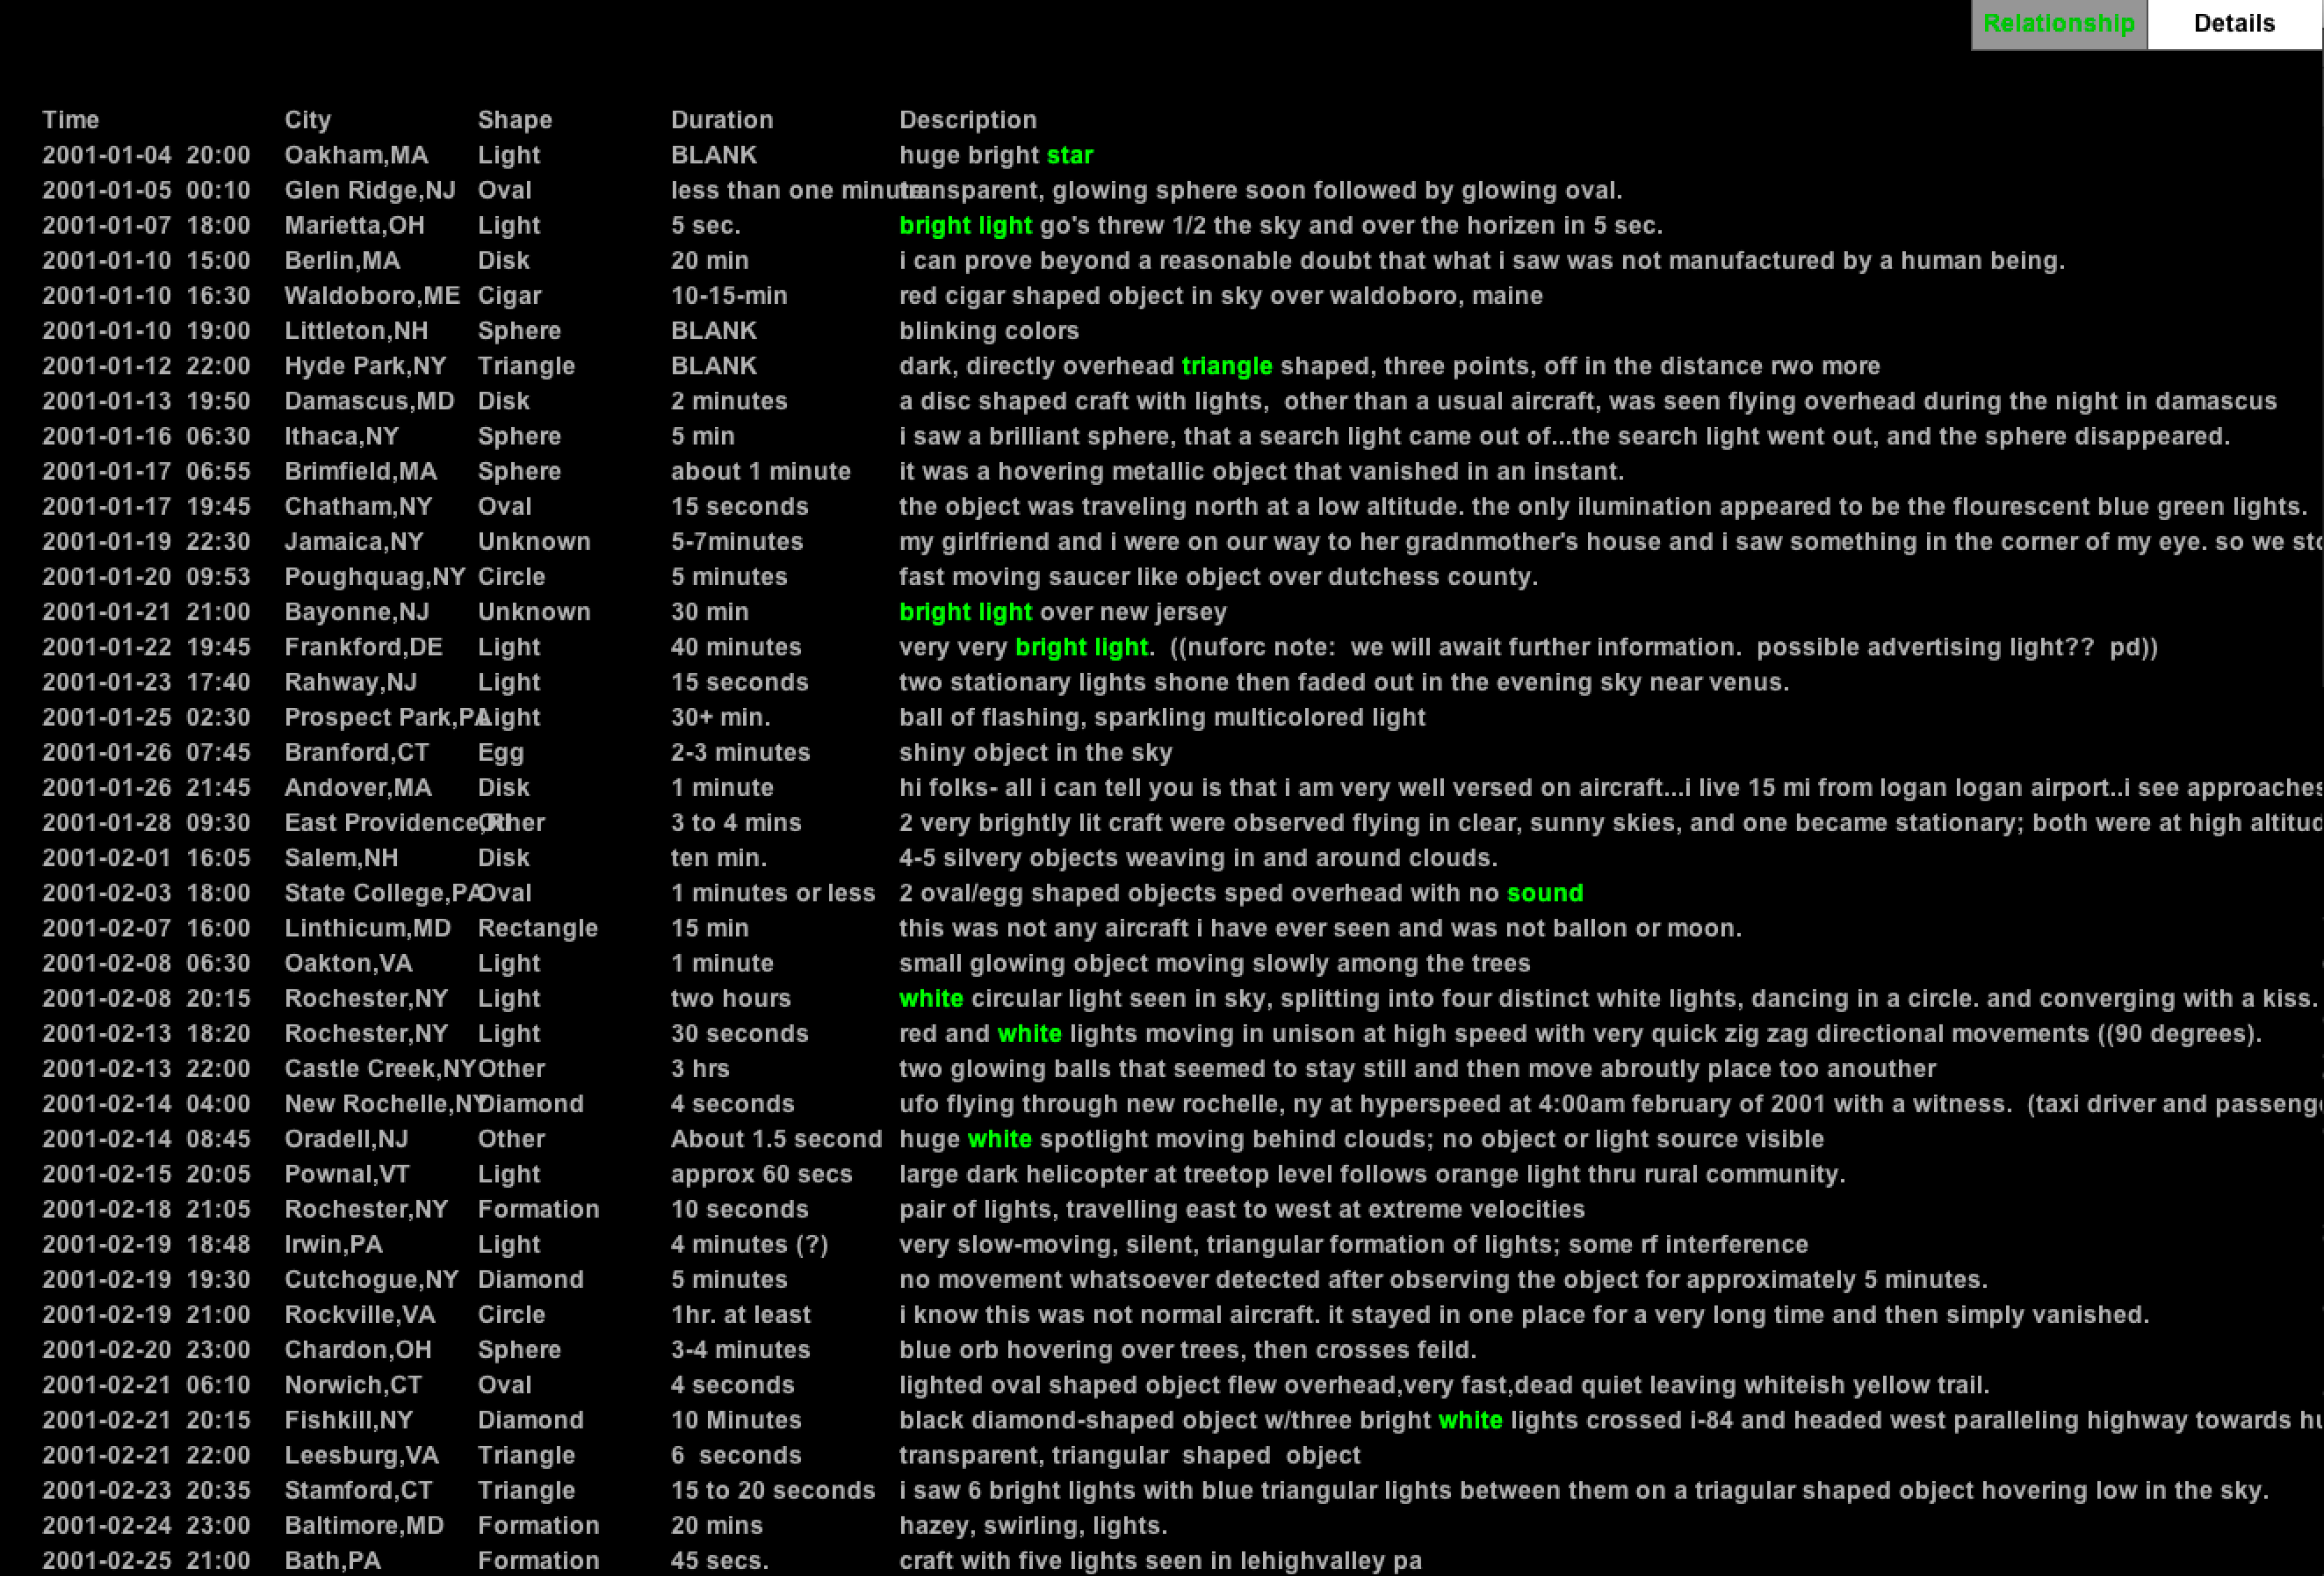 Relationship Details
Time City Shape Duration Description
2001-01-04 20:00 Oakham,MA Light BLANK huge bright star
2001-01-05 00:10 Glen Ridge,NJ Oval less than one minute transparent, glowing sphere soon followed by glowing oval.
2001-01-07 18:00 Marietta,OH Light 5 sec. bright light go's threw 1/2 the sky and over the horizen in 5 sec.
2001-01-10 15:00 Berlin,MA Disk 20 min i can prove beyond a reasonable doubt that what i saw was not manufactured by a human being.
2001-01-10 16:30 Waldoboro,ME Cigar 10-15-min red cigar shaped object in sky over waldoboro, maine
2001-01-10 19:00 Littleton,NH Sphere BLANK blinking colors
2001-01-12 22:00 Hyde Park,NY Triangle BLANK dark, directly overhead triangle shaped, three points, off in the distance rwo more
2001-01-13 19:50 Damascus,MD Disk 2 minutes a disc shaped craft with lights, other than a usual aircraft, was seen flying overhead during the night in damascus
2001-01-16 06:30 Ithaca,NY Sphere 5 min i saw a brilliant sphere, that a search light came out of...the search light went out, and the sphere disappeared.
2001-01-17 06:55 Brimfield,MA Sphere about 1 minute it was a hovering metallic object that vanished in an instant.
2001-01-17 19:45 Chatham,NY Oval 15 seconds the object was traveling north at a low altitude. the only ilumination appeared to be the flourescent blue green lights.
2001-01-19 22:30 Jamaica,NY Unknown 5-7minutes my girlfriend and i were on our way to her gradnmother's house and i saw something in the corner of my eye. so we
2001-01-20 09:53 Poughquag,NY Circle 5 minutes fast moving saucer like object over dutchess county.
2001-01-21 21:00 Bayonne,NJ Unknown 30 min bright light over new jersey
2001-01-22 19:45 Frankford,DE Light 40 minutes very very bright light. ((nuforc note: we will await further information. possible advertising light?? pd))
2001-01-23 17:40 Rahway,NJ Light 15 seconds two stationary lights shone then faded out in the evening sky near venus.
2001-01-25 02:30 Prospect Park,PA Light 30+ min. ball of flashing, sparkling multicolored light
2001-01-26 07:45 Branford,CT Egg 2-3 minutes shiny object in the sky
2001-01-26 21:45 Andover,MA Disk 1 minute hi folks- all i can tell you is that i am very well versed on aircraft...i live 15 mi from logan logan airport..i see approaches
2001-01-28 09:30 East Providence,RI Other 3 to 4 mins 2 very brightly lit craft were observed flying in clear, sunny skies, and one became stationary; both were at high
2001-02-01 16:05 Salem,NH Disk ten min. 4-5 silvery objects weaving in and around clouds.
2001-02-03 18:00 State College,PA Oval 1 minutes or less 2 oval/egg shaped objects sped overhead with no sound
2001-02-07 16:00 Linthicum,MD Rectangle 15 min this was not any aircraft i have ever seen and was not ballon or moon.
2001-02-08 06:30 Oakton,VA Light 1 minute small glowing object moving slowly among the trees
2001-02-08 20:15 Rochester,NY Light two hours white circular light seen in sky, splitting into four distinct white lights, dancing in a circle. and converging with a kiss.
2001-02-13 18:20 Rochester,NY Light 30 seconds red and white lights moving in unison at high speed with very quick zig zag directional movements ((90 degrees).
2001-02-13 22:00 Castle Creek,NY Other 3 hrs two glowing balls that seemed to stay still and then move abroutly place too anouther
2001-02-14 04:00 New Rochelle,NY Diamond 4 seconds ufo flying through new rochelle, ny at hyperspeed at 4:00am february of 2001 with a witness. (taxi driver and
2001-02-14 08:45 Oradell,NJ Other About 1.5 second huge white spotlight moving behind clouds; no object or light source visible
2001-02-15 20:05 Pownal,VT Light approx 60 secs large dark helicopter at treetop level follows orange light thru rural community.
2001-02-18 21:05 Rochester,NY Formation 10 seconds pair of lights, travelling east to west at extreme velocities
2001-02-19 18:48 Irwin,PA Light 4 minutes (?) very slow-moving, silent, triangular formation of lights; some rf interference
2001-02-19 19:30 Cutchogue,NY Diamond 5 minutes no movement whatsoever detected after observing the object for approximately 5 minutes.
2001-02-19 21:00 Rockville,VA Circle 1hr. at least i know this was not normal aircraft. it stayed in one place for a very long time and then simply vanished.
2001-02-20 23:00 Chardon,OH Sphere 3-4 minutes blue orb hovering over trees, then crosses feild.
2001-02-21 06:10 Norwich,CT Oval 4 seconds lighted oval shaped object flew overhead,very fast,dead quiet leaving whiteish yellow trail.
2001-02-21 20:15 Fishkill,NY Diamond 10 Minutes black diamond-shaped object w/three bright white lights crossed i-84 and headed west paralleling highway towards
2001-02-21 22:00 Leesburg,VA Triangle 6 seconds transparent, triangular shaped object
2001-02-23 20:35 Stamford,CT Triangle 15 to 20 seconds i saw 6 bright lights with blue triangular lights between them on a triagular shaped object hovering low in the sky.
2001-02-24 23:00 Baltimore,MD Formation 20 mins hazey, swirling, lights.
2001-02-25 21:00 Bath,PA Formation 45 secs. craft with five lights seen in lehighvalley pa